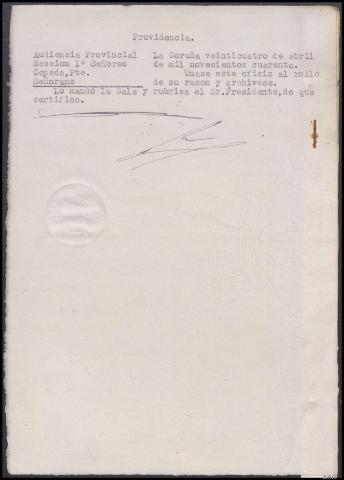 Providencia.
Audiencia Provincial La Coruña veinticuatro de abril
Seccion 1ª Señores de mil novecientos cuarenta.
Cepeda, Pte. Unase este oficio al rollo
Señorans de su razon y archivese.
Lo mandó la Sala y rubrica el Sr.Presidente, de que
certifico.